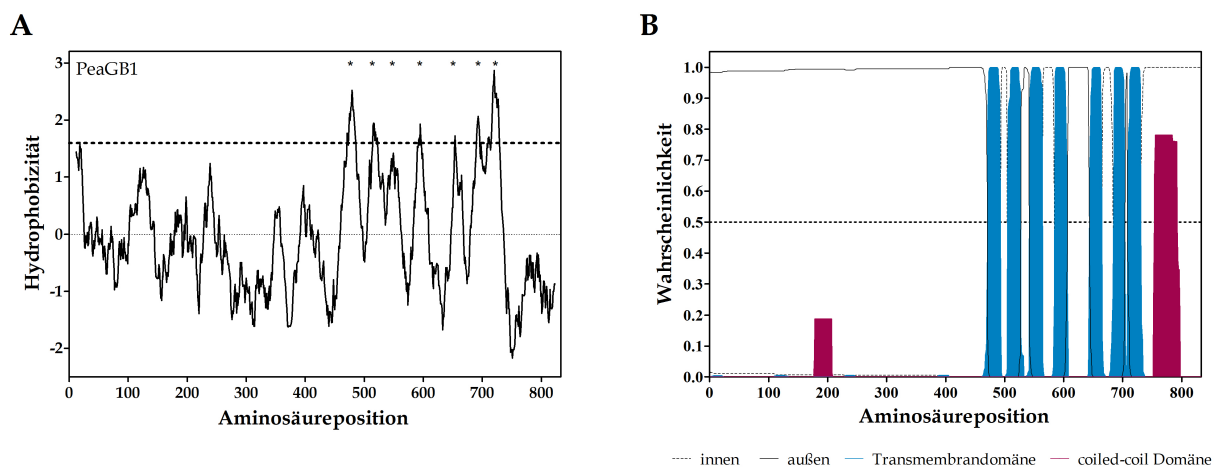 A
PeaGB1
* * * * * * *
3
2
1
0
-1
-2
Hydrophobizität
0 100 200 300 400 500 600 700 800
Aminosäureposition
B
1.0
0.9
0.8
0.7
0.6
0.5
0.4
0.3
0.2
0.1
0.0
Wahrscheinlichkeit
0 100 200 300 400 500 600 700 800
Aminosäureposition
innen außen Transmembrandomäne coiled-coil Domäne